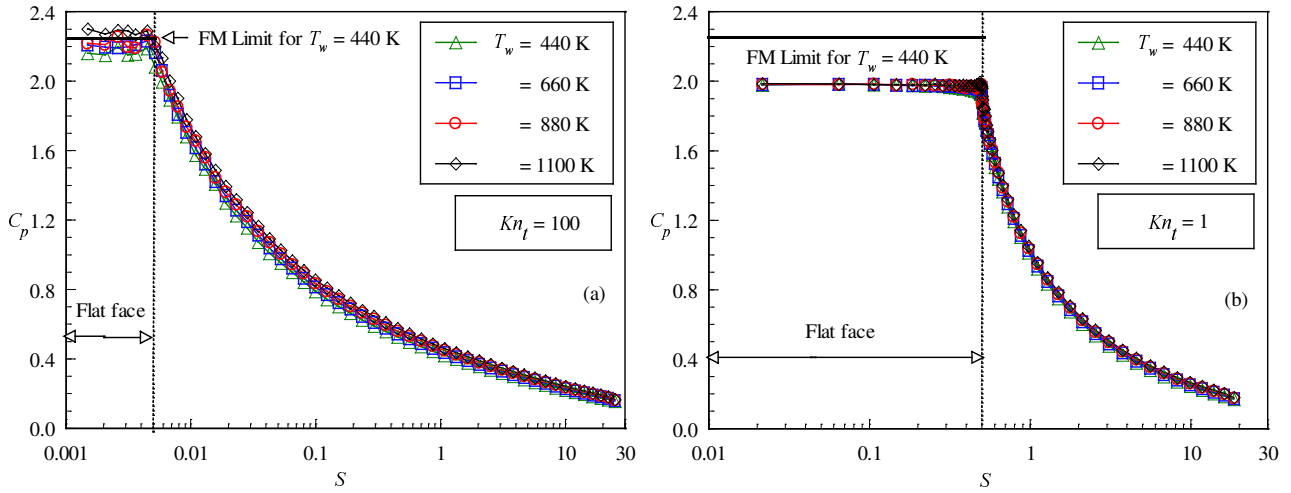 2.4
2.0
1.6
1.2
0.8
0.4
0.0
C_p
FM Limit for T_w = 440 K
T_w = 440 K
= 660 K
= 880 K
= 1100 K
Kn_t = 100
(a)
Flat face
0.001
0.01
0.1
1
10
30
S
2.4
2.0
1.6
1.2
0.8
0.4
0.0
C_p
FM Limit for T_w = 440 K
T_w = 440 K
= 660 K
= 880 K
= 1100 K
Kn_t = 1
(b)
Flat face
0.01
0.1
1
10
30
S